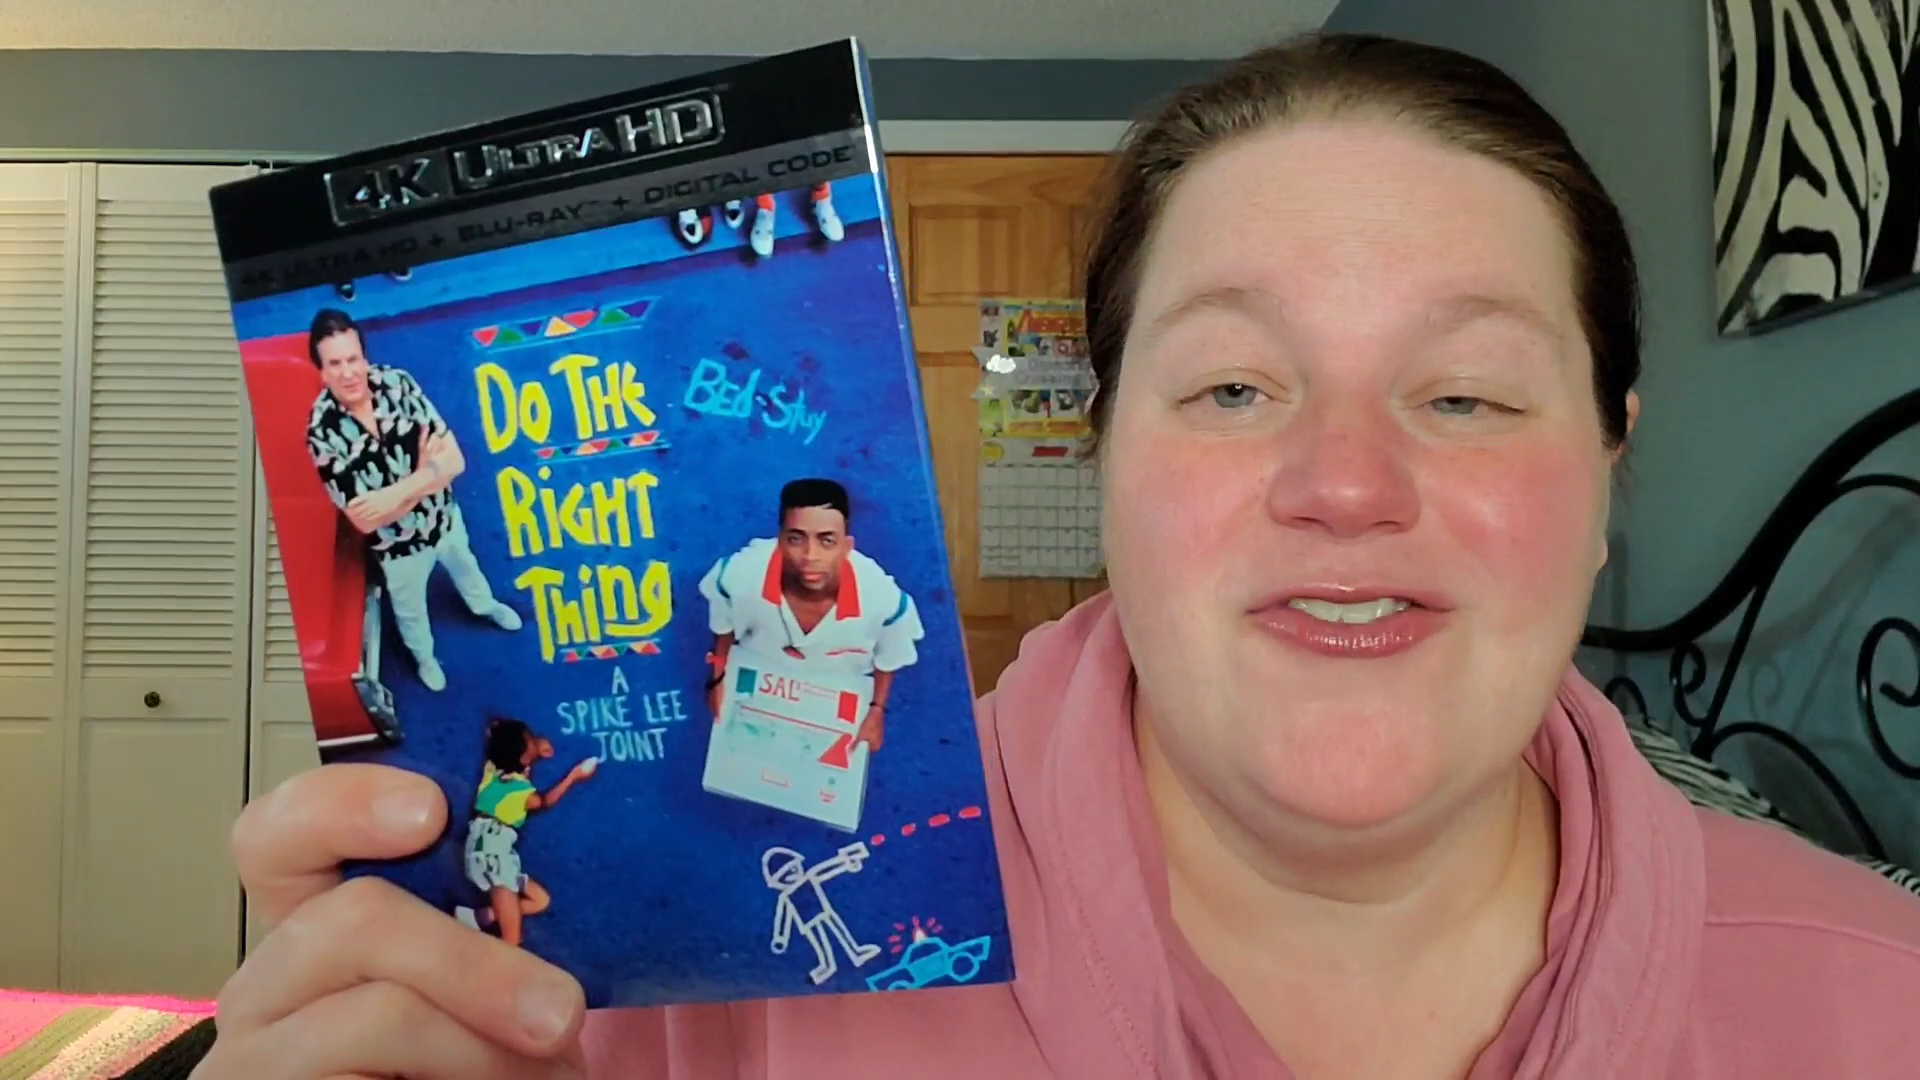 4K ULTRA HD
4K ULTRA HD + BLU-RAY™ + DIGITAL CODE
DO THE
RIGHT
THING
BED-STUY
A
SPIKE LEE
JOINT
SAL'S